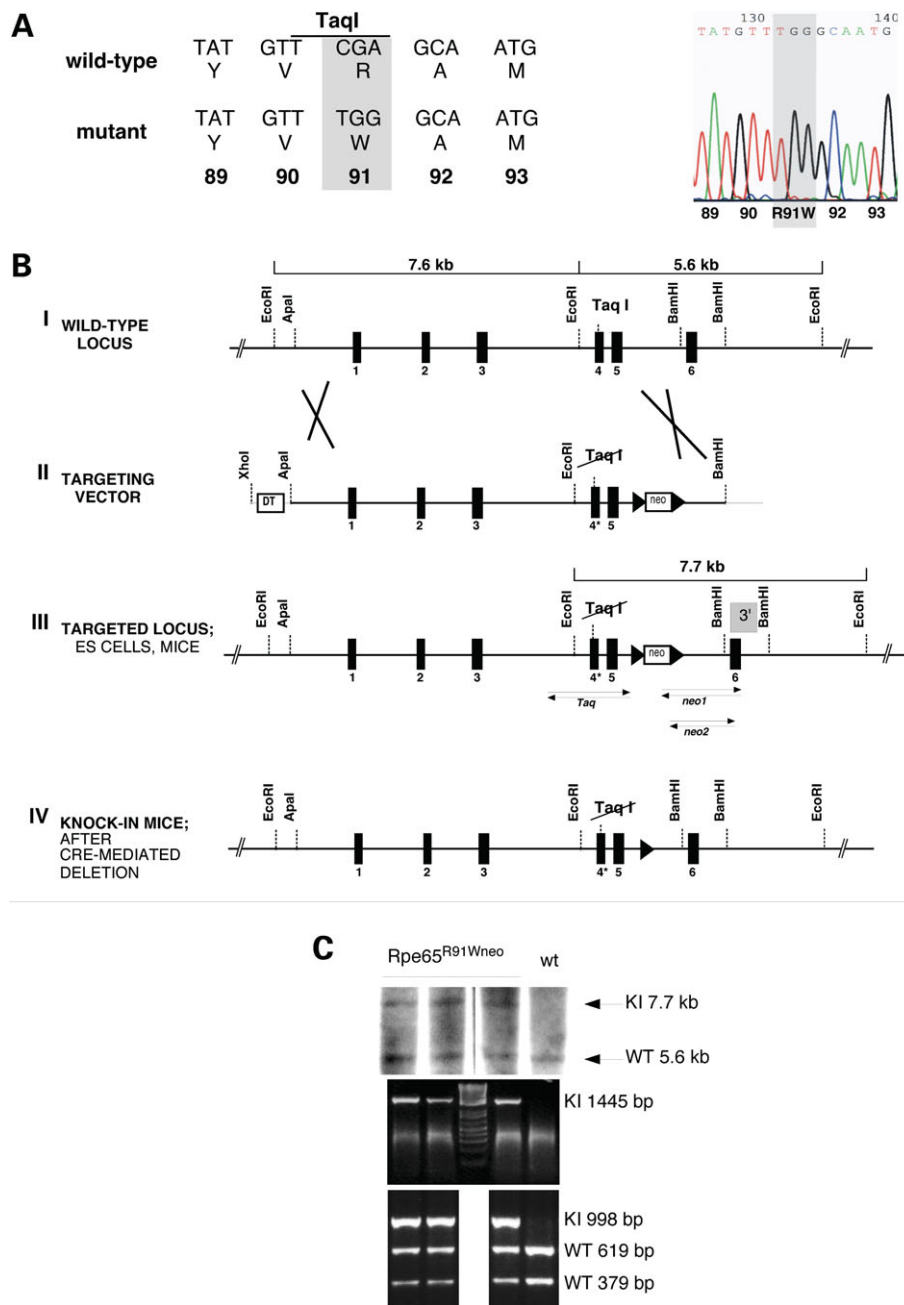 A
TaqI
wild-type TAT GTT CGA GCA ATG
Y V R A M
mutant TAT GTT TGG GCA ATG
Y V W A M
89 90 91 92 93
130 140
TATGTTTGGGCAATG
89 90 R91W 92 93
B
7.6 kb 5.6 kb
EcoRI ApaI EcoRI Taq I BamHI BamHI EcoRI
I WILD-TYPE LOCUS
1 2 3 4 5 6
XhoI ApaI EcoRI Taq I BamHI
II TARGETING VECTOR
DT neo
1 2 3 4* 5
7.7 kb
EcoRI ApaI EcoRI Taq I BamHI BamHI EcoRI
3'
III TARGETED LOCUS;
ES CELLS, MICE
neo
1 2 3 4* 5 6
Taq neo1
neo2
EcoRI ApaI EcoRI Taq I BamHI BamHI EcoRI
IV KNOCK-IN MICE;
AFTER
CRE-MEDIATED
DELETION
1 2 3 4* 5 6
C
Rpe65R91Wneo wt
KI 7.7 kb
WT 5.6 kb
KI 1445 bp
KI 998 bp
WT 619 bp
WT 379 bp